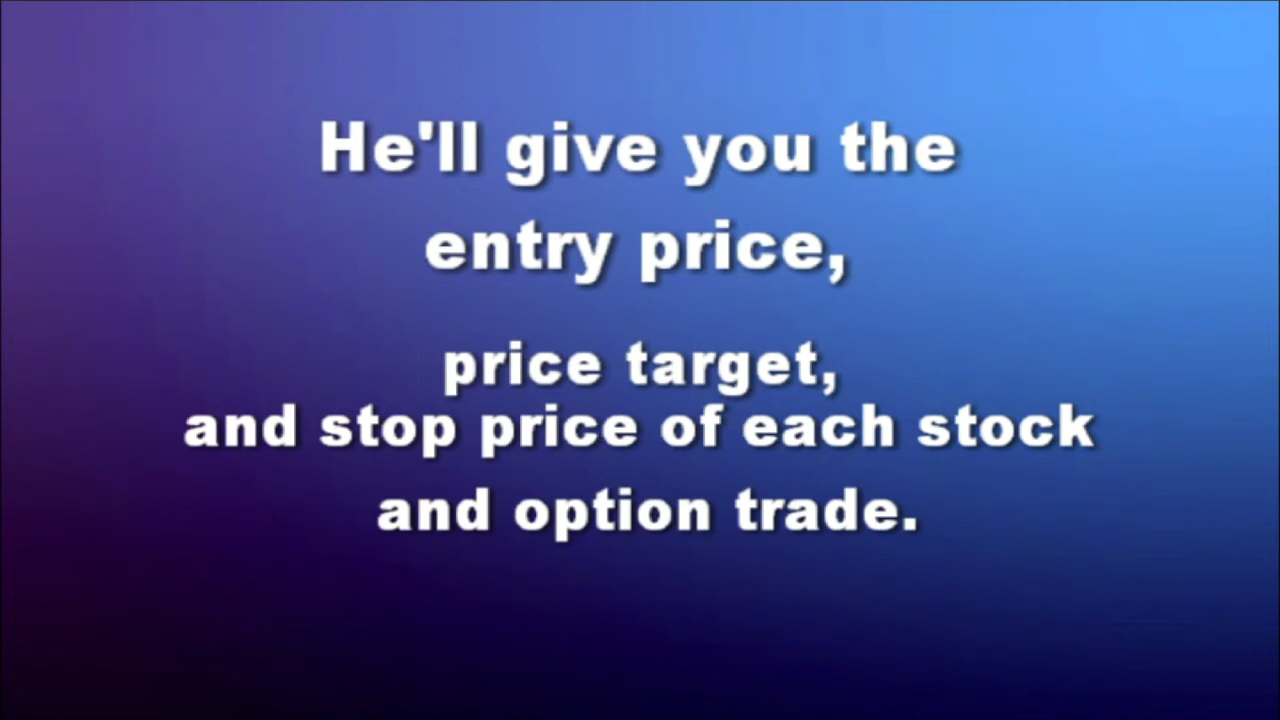 He'll give you the
entry price,
price target,
and stop price of each stock
and option trade.